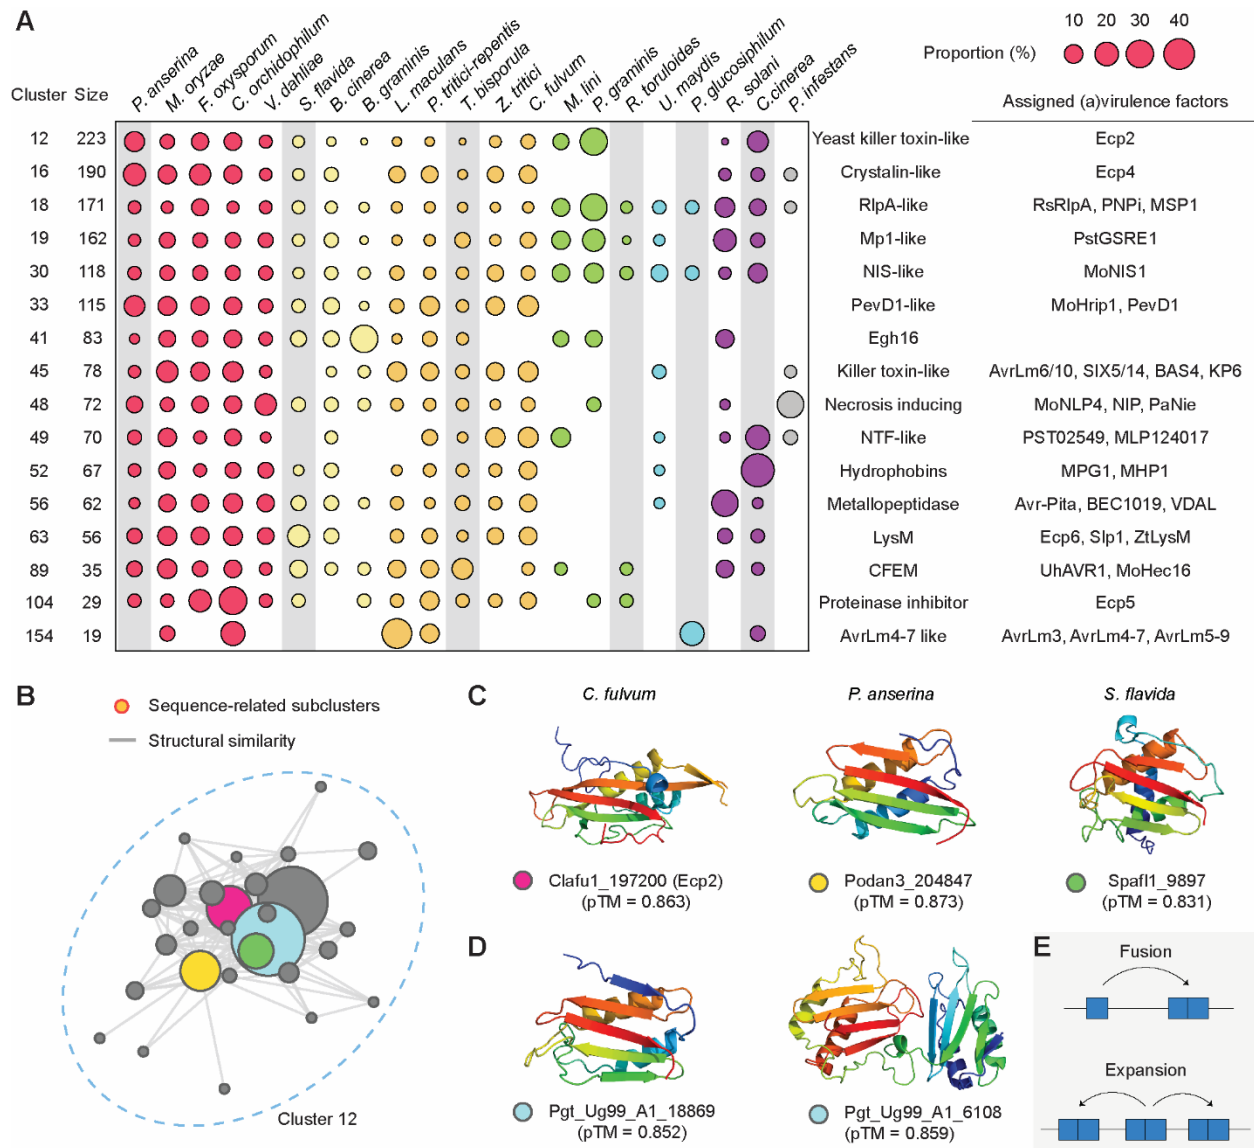 A
10 20 30 40
Proportion (%)
P. anserina
M. oryzae
F. oxysporum
C. orchidophilum
V. dahliae
S. flavida
B. cinerea
B. graminis
L. maculans
P. tritici-repentis
T. bisporula
Z. tritici
C. fulvum
M. lini
P. graminis
R. toruloides
U. maydis
P. glucosiphilum
R. solani
C.cinerea
P. infestans
Cluster Size
Assigned (a)virulence factors
12 223 Yeast killer toxin-like Ecp2
16 190 Crystalin-like Ecp4
18 171 RlpA-like RsRlpA, PNPi, MSP1
19 162 Mp1-like PstGSRE1
30 118 NIS-like MoNIS1
33 115 PevD1-like MoHrip1, PevD1
41 83 Egh16
45 78 Killer toxin-like AvrLm6/10, SIX5/14, BAS4, KP6
48 72 Necrosis inducing MoNLP4, NIP, PaNie
49 70 NTF-like PST02549, MLP124017
52 67 Hydrophobins MPG1, MHP1
56 62 Metallopeptidase Avr-Pita, BEC1019, VDAL
63 56 LysM Ecp6, Slp1, ZtLysM
89 35 CFEM UhAVR1, MoHec16
104 29 Proteinase inhibitor Ecp5
154 19 AvrLm4-7 like AvrLm3, AvrLm4-7, AvrLm5-9
B
Sequence-related subclusters
Structural similarity
Cluster 12
C
C. fulvum P. anserina S. flavida
Clafu1_197200 (Ecp2) Podan3_204847 Spafl1_9897
(pTM = 0.863) (pTM = 0.873) (pTM = 0.831)
D
Pgt_Ug99_A1_18869 Pgt_Ug99_A1_6108
(pTM = 0.852) (pTM = 0.859)
E
Fusion
Expansion